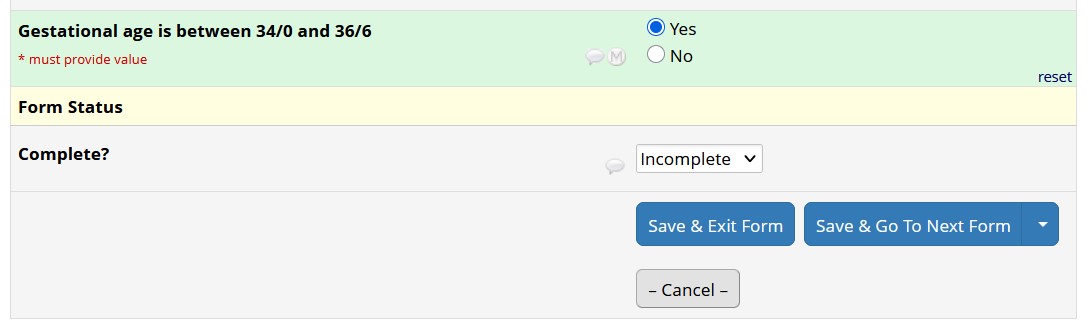 Gestational age is between 34/0 and 36/6
* must provide value
M
Yes
No
reset
Form Status
Complete?
Incomplete
Save & Exit Form
Save & Go To Next Form
– Cancel –